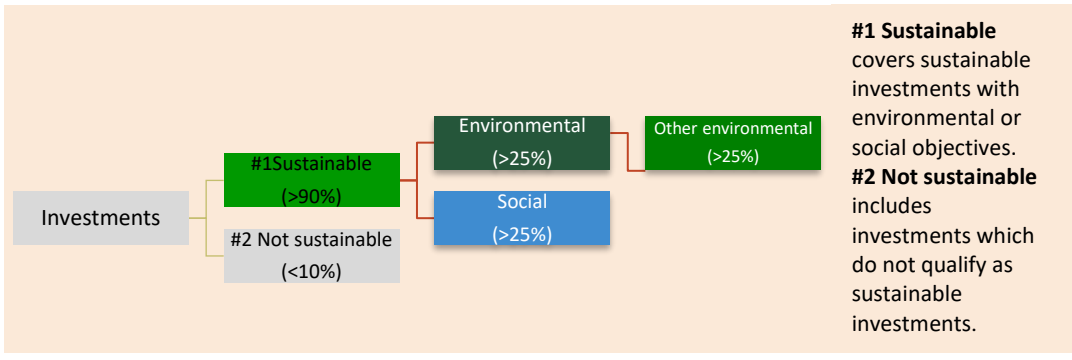 Investments
#1Sustainable
(>90%)
#2 Not sustainable
(<10%)
Environmental
(>25%)
Social
(>25%)
Other environmental
(>25%)
#1 Sustainable
covers sustainable
investments with
environmental or
social objectives.
#2 Not sustainable
includes
investments which
do not qualify as
sustainable
investments.